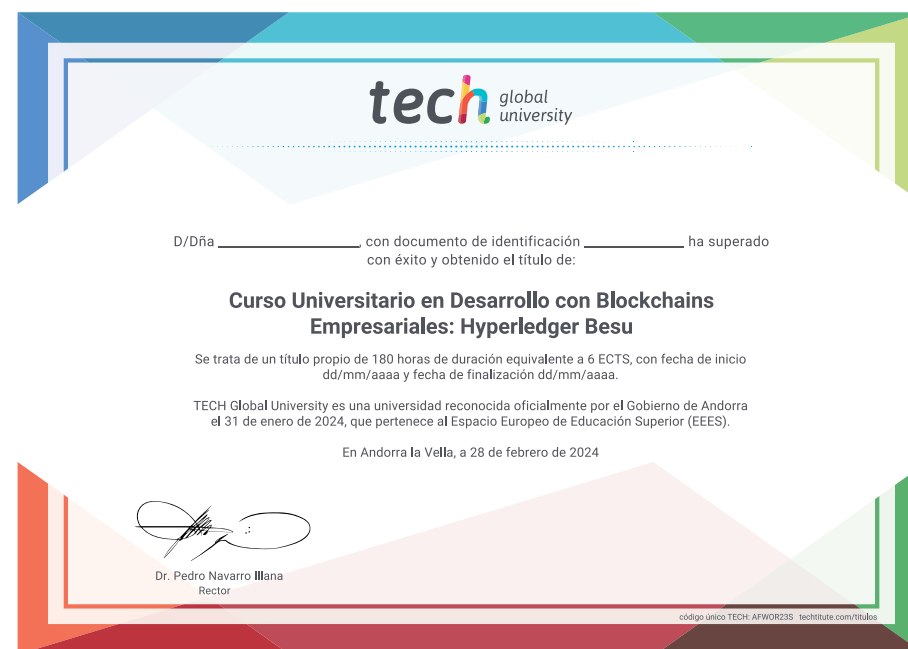 tech global
university
D/Dña ____________________, con documento de identificación ______________ ha superado
con éxito y obtenido el título de:
Curso Universitario en Desarrollo con Blockchains
Empresariales: Hyperledger Besu
Se trata de un título propio de 180 horas de duración equivalente a 6 ECTS, con fecha de inicio
dd/mm/aaaa y fecha de finalización dd/mm/aaaa.
TECH Global University es una universidad reconocida oficialmente por el Gobierno de Andorra
el 31 de enero de 2024, que pertenece al Espacio Europeo de Educación Superior (EEES).
En Andorra la Vella, a 28 de febrero de 2024
Dr. Pedro Navarro Illana
Rector
código único TECH: AFWOR23S techtitute.com/titulos